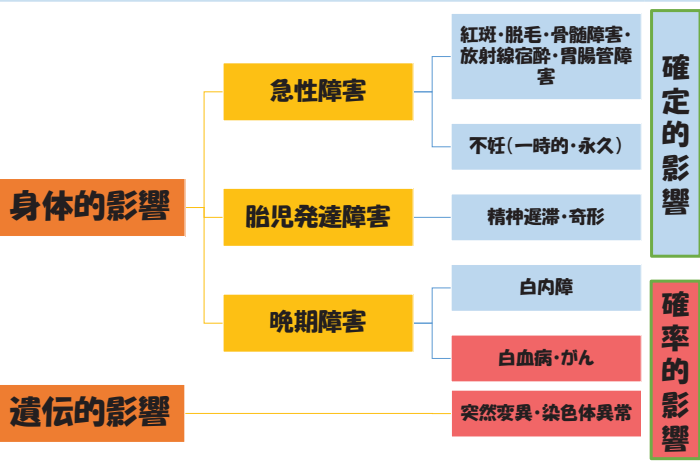 紅斑・脱毛・骨髄障害・
放射線宿酔・胃腸管障
害
急性障害
不妊(一時的・永久)
確定的影響
身体的影響
胎児発達障害
精神遅滞・奇形
白内障
晩期障害
白血病・がん
確率的影響
遺伝的影響
突然変異・染色体異常